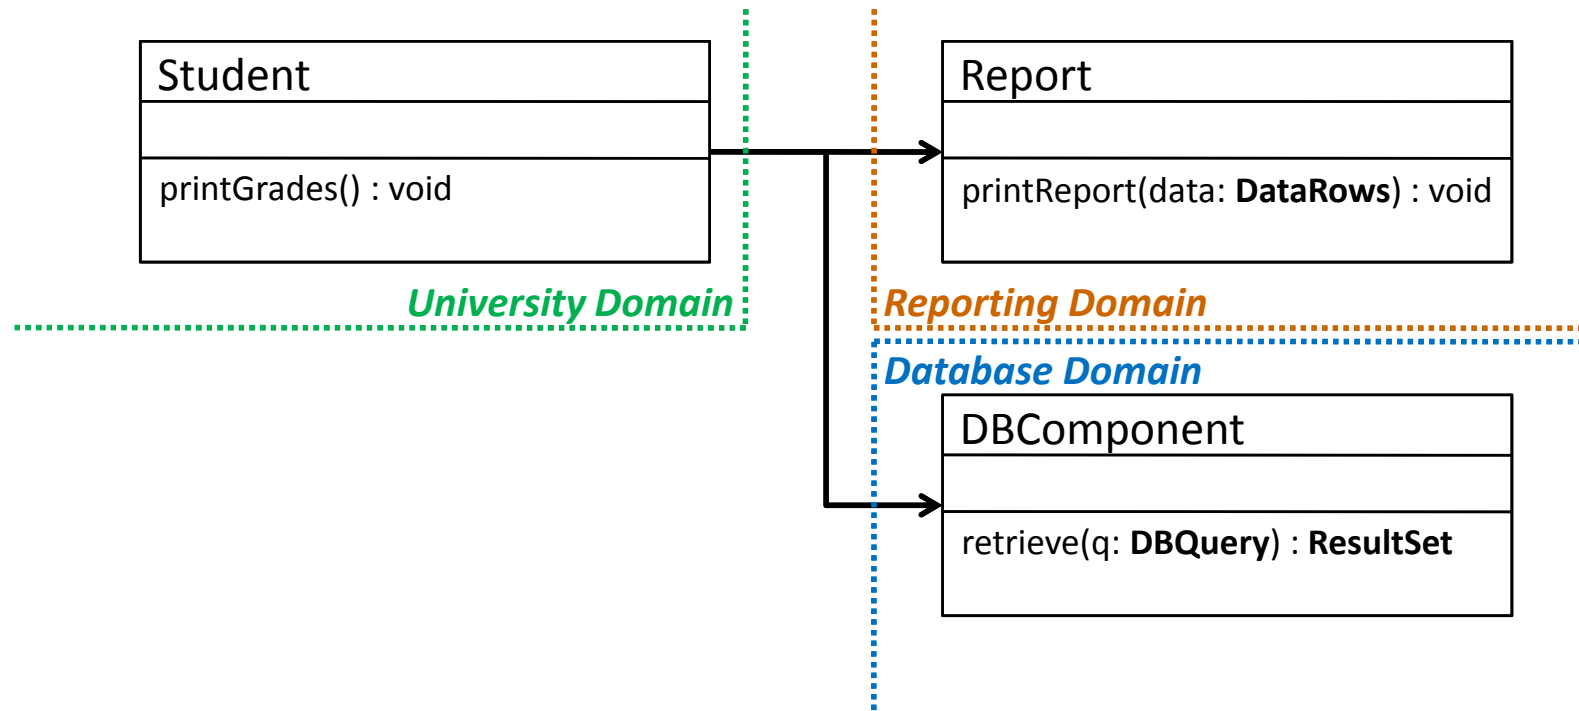 Student
printGrades() : void
University Domain
Report
printReport(data: DataRows) : void
Reporting Domain
Database Domain
DBComponent
retrieve(q: DBQuery) : ResultSet